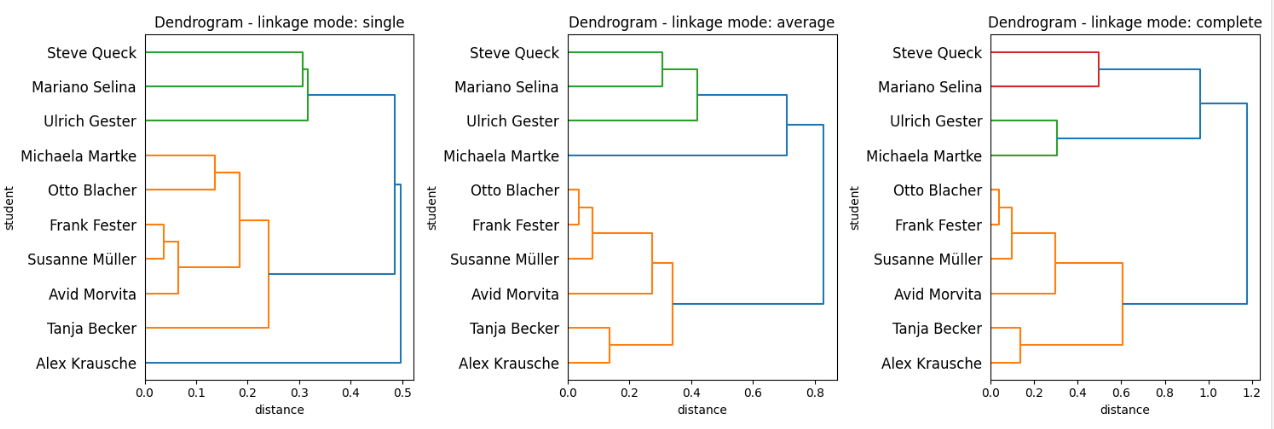 Dendrogram - linkage mode: single
Steve Queck
Mariano Selina
Ulrich Gester
Michaela Martke
Otto Blacher
Frank Fester
Susanne Müller
Avid Morvita
Tanja Becker
Alex Krausche
student
0.0 0.1 0.2 0.3 0.4 0.5
distance
Dendrogram - linkage mode: average
Steve Queck
Mariano Selina
Ulrich Gester
Michaela Martke
Otto Blacher
Frank Fester
Susanne Müller
Avid Morvita
Tanja Becker
Alex Krausche
student
0.0 0.2 0.4 0.6 0.8
distance
Dendrogram - linkage mode: complete
Steve Queck
Mariano Selina
Ulrich Gester
Michaela Martke
Otto Blacher
Frank Fester
Susanne Müller
Avid Morvita
Tanja Becker
Alex Krausche
student
0.0 0.2 0.4 0.6 0.8 1.0 1.2
distance